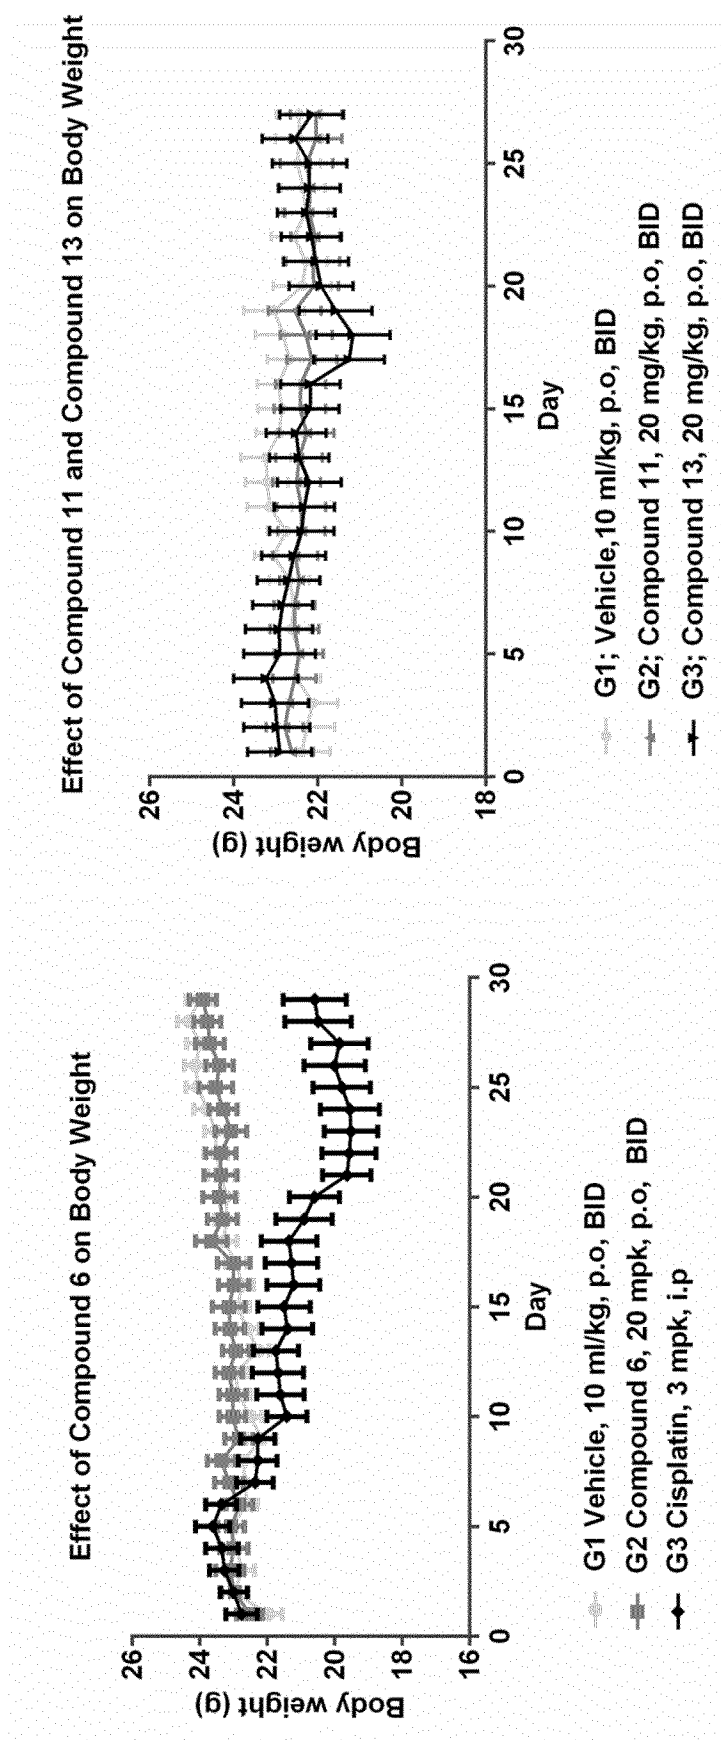 Effect of Compound 6 on Body Weight
Body weight (g)
26
24
22
20
18
16
0
5
10
15
20
25
30
Day
G1 Vehicle, 10 ml/kg, p.o, BID
G2 Compound 6, 20 mpk, p.o, BID
G3 Cisplatin, 3 mpk, i.p
Effect of Compound 11 and Compound 13 on Body Weight
Body weight (g)
26
24
22
20
18
0
5
10
15
20
25
30
Day
G1; Vehicle,10 ml/kg, p.o, BID
G2; Compound 11, 20 mg/kg, p.o, BID
G3; Compound 13, 20 mg/kg, p.o, BID